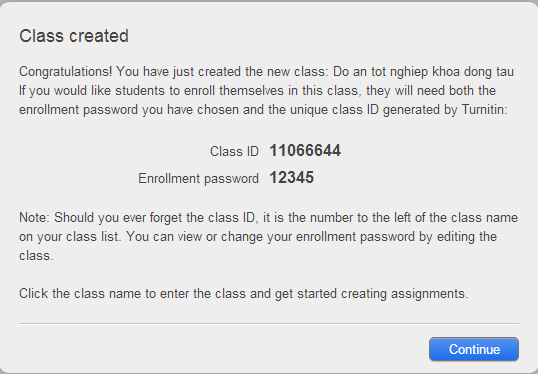 Class created
Congratulations! You have just created the new class: Do an tot nghiep khoa dong tau
If you would like students to enroll themselves in this class, they will need both the
enrollment password you have chosen and the unique class ID generated by Turnitin:
Class ID 11066644
Enrollment password 12345
Note: Should you ever forget the class ID, it is the number to the left of the class name
on your class list. You can view or change your enrollment password by editing the
class.
Click the class name to enter the class and get started creating assignments.
Continue